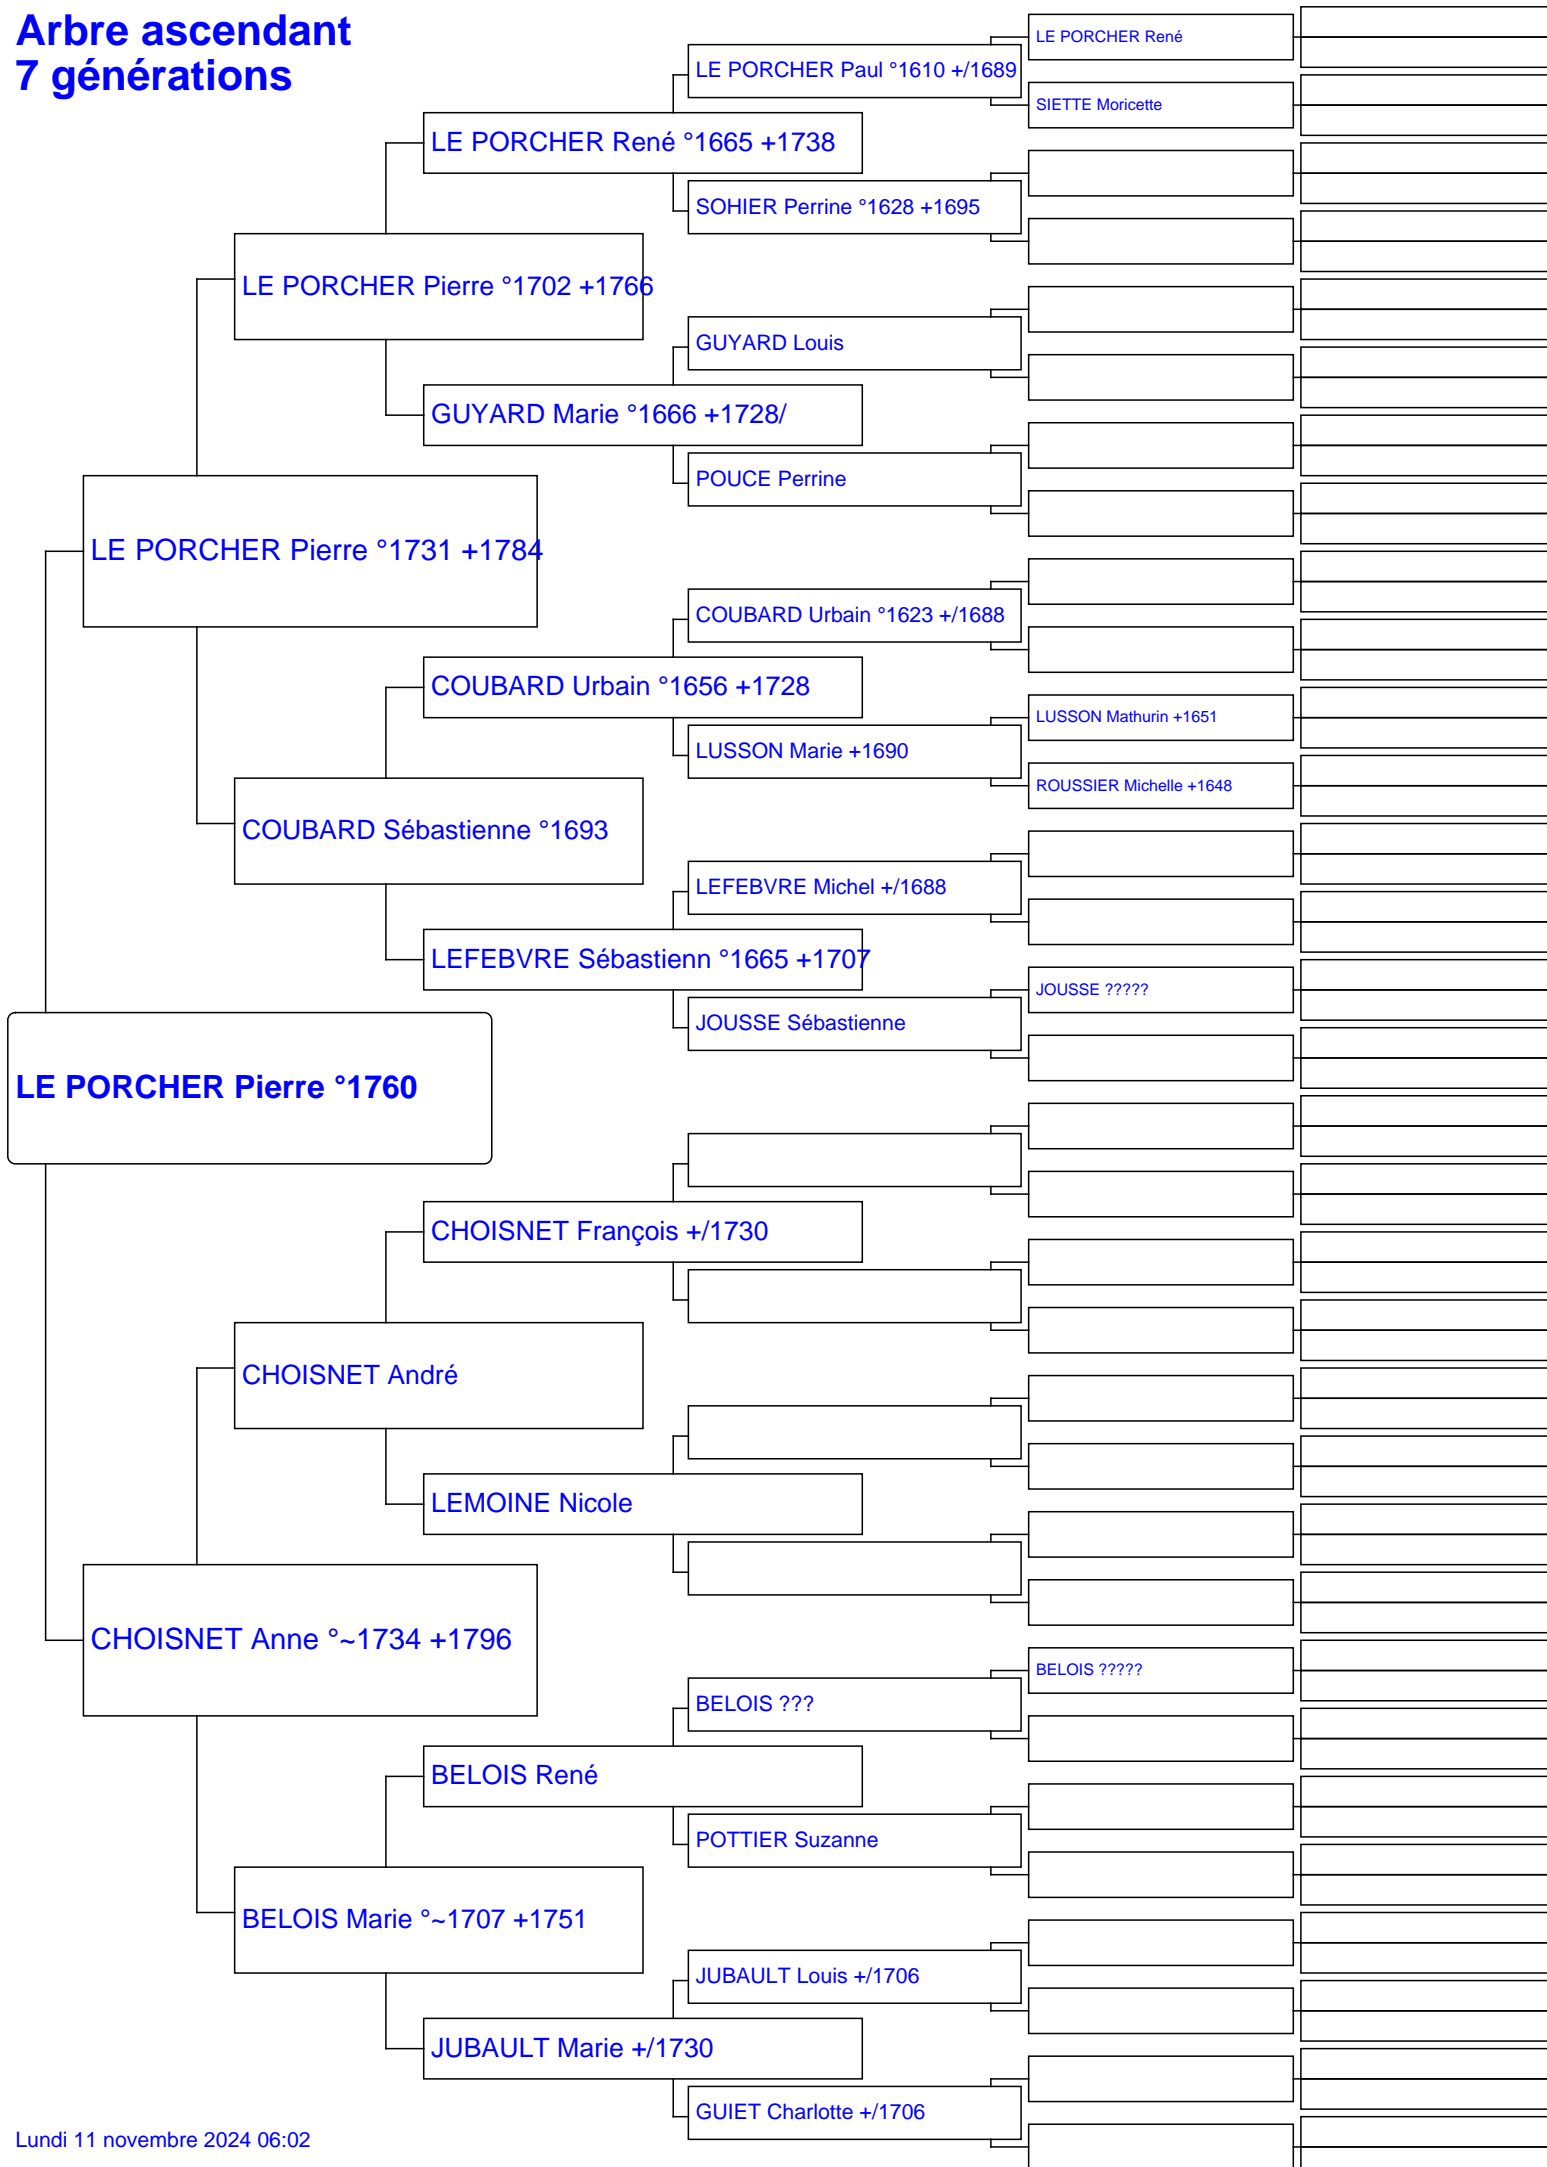 Arbre ascendant
7 générations
LE PORCHER René
LE PORCHER Paul °1610 +/1689
SIETTE Moricette
LE PORCHER René °1665 +1738
SOHIER Perrine °1628 +1695
LE PORCHER Pierre °1702 +1766
GUYARD Louis
GUYARD Marie °1666 +1728/
POUCE Perrine
LE PORCHER Pierre °1731 +1784
COUBARD Urbain °1623 +/1688
COUBARD Urbain °1656 +1728
LUSSON Mathurin +1651
LUSSON Marie +1690
ROUSSIER Michelle +1648
COUBARD Sébastienne °1693
LEFEBVRE Michel +/1688
LEFEBVRE Sébastienn °1665 +1707
JOUSSE ?????
JOUSSE Sébastienne
LE PORCHER Pierre °1760
CHOISNET François +/1730
CHOISNET André
LEMOINE Nicole
CHOISNET Anne °~1734 +1796
BELOIS ?????
BELOIS ???
BELOIS René
POTTIER Suzanne
BELOIS Marie °~1707 +1751
JUBAULT Louis +/1706
JUBAULT Marie +/1730
GUIET Charlotte +/1706
Lundi 11 novembre 2024 06:02